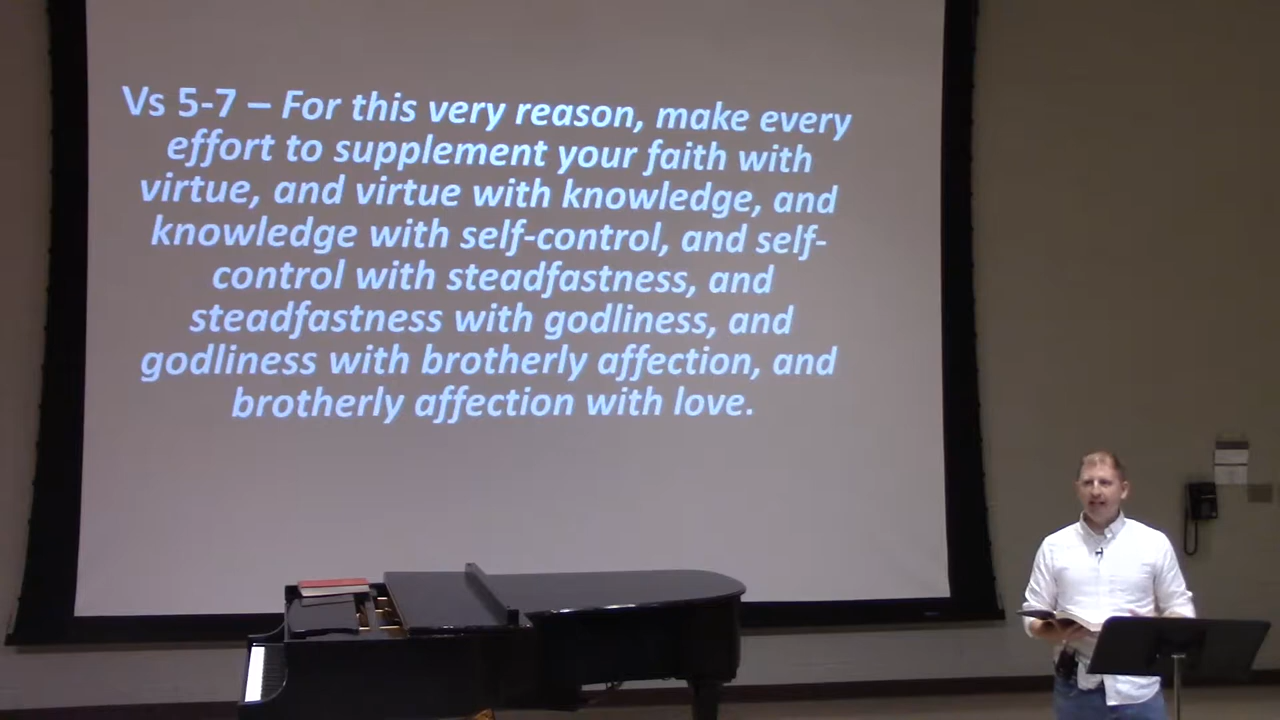 Vs 5-7 – For this very reason, make every
effort to supplement your faith with
virtue, and virtue with knowledge, and
knowledge with self-control, and self-
control with steadfastness, and
steadfastness with godliness, and
godliness with brotherly affection, and
brotherly affection with love.